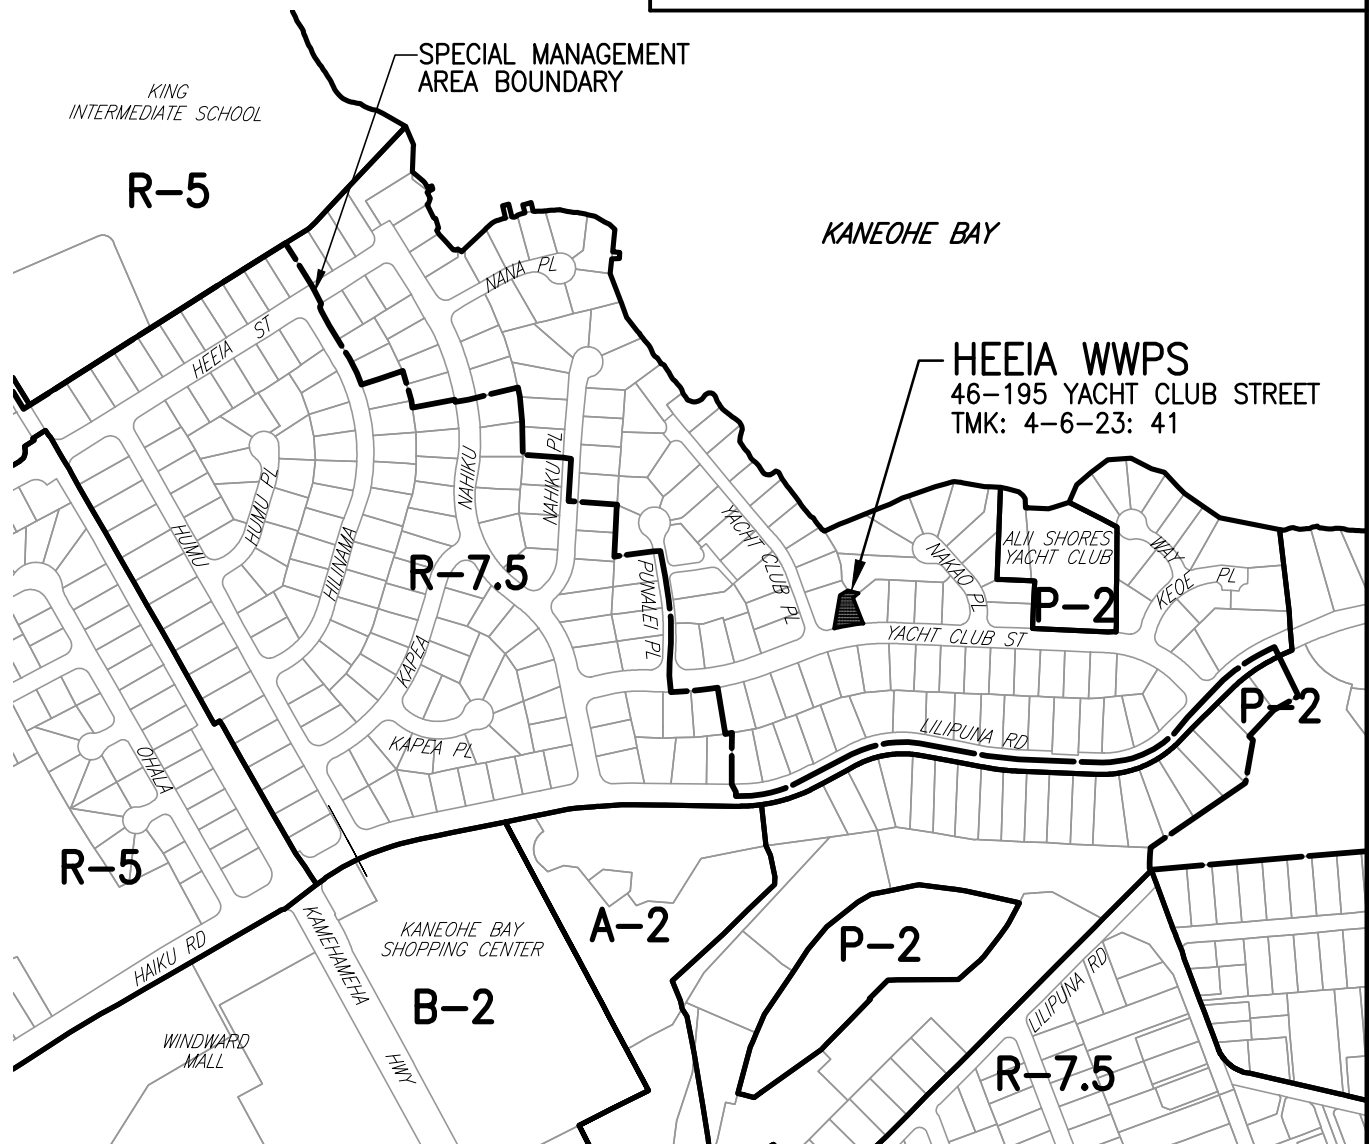 SPECIAL MANAGEMENT
AREA BOUNDARY
KING
INTERMEDIATE SCHOOL
R-5
KANEOHE BAY
NANA PL
HEEIA ST
HEEIA WWPS
46-195 YACHT CLUB STREET
TMK: 4-6-23: 41
HUMU PL
NAHIKU
NAHIKU PL
HUMU
HILINAMA
R-7.5
YACHT CLUB PL
PUNALEI PL
NAKAO PL
ALII SHORES
YACHT CLUB
P-2
WAY
KEOE PL
YACHT CLUB ST
KAPEA
KAPEA PL
LILIPUNA RD
P-2
OHALA
R-5
A-2
P-2
KANEOHE BAY
SHOPPING CENTER
HAIKU RD
KAMEHAMEHA
HWY
B-2
LILIPUNA RD
WINDWARD
MALL
R-7.5